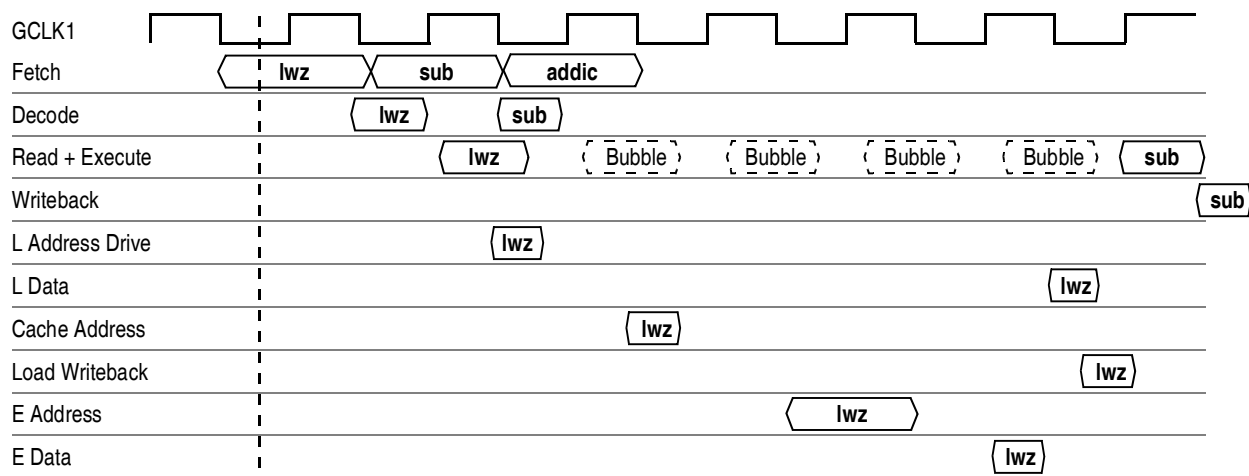 GCLK1
Fetch lwz sub addic
Decode lwz sub
Read + Execute lwz Bubble Bubble Bubble Bubble sub
Writeback sub
L Address Drive lwz
L Data lwz
Cache Address lwz
Load Writeback lwz
E Address lwz
E Data lwz